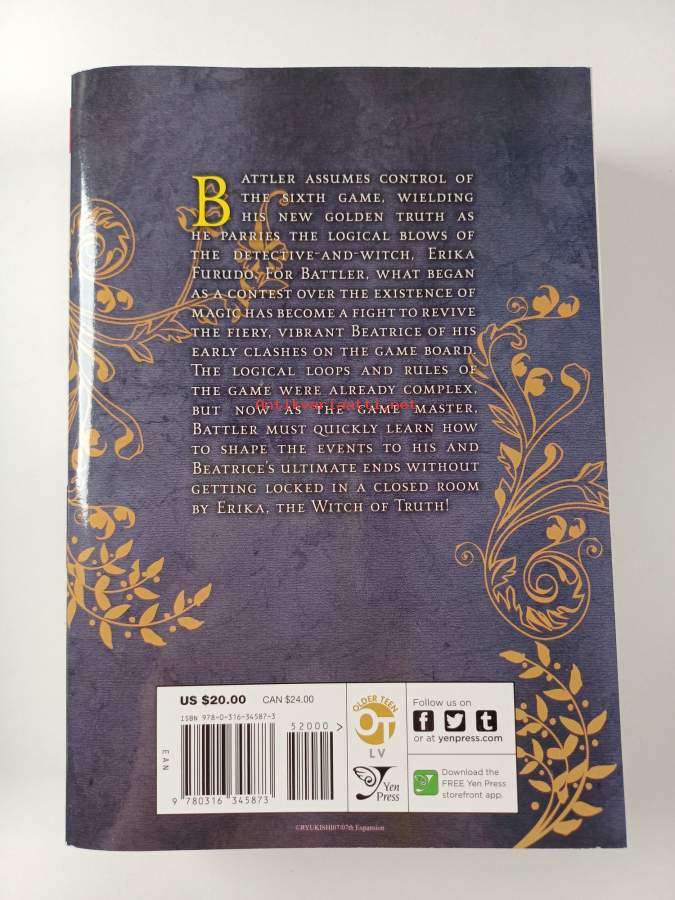 BATTLER ASSUMES CONTROL OF
THE SIXTH GAME, WIELDING
HIS NEW GOLDEN TRUTH AS
HE PARRIES THE LOGICAL BLOWS OF
THE DETECTIVE-AND-WITCH, ERIKA
FURUDO. FOR BATTLER, WHAT BEGAN
AS A CONTEST OVER THE EXISTENCE OF
MAGIC HAS BECOME A FIGHT TO REVIVE
THE FIERY, VIBRANT BEATRICE OF HIS
EARLY CLASHES ON THE GAME BOARD.
THE LOGICAL LOOPS AND RULES OF
THE GAME WERE ALREADY COMPLEX,
BUT NOW AS THE GAME MASTER,
Antikvariaatti.net
BATTLER MUST QUICKLY LEARN HOW
TO SHAPE THE EVENTS TO HIS AND
BEATRICE'S ULTIMATE ENDS WITHOUT
GETTING LOCKED IN A CLOSED ROOM
BY ERIKA, THE WITCH OF TRUTH!
US $20.00 CAN $24.00
ISBN 978-0-316-34587-3
52000 >
EAN
9 780316 345873
OLDER TEEN
OT
LV
Yen
Press
Follow us on
f t
or at yenpress.com
Download the
FREE Yen Press
storefront app.
©RYUKISHI07/07th Expansion